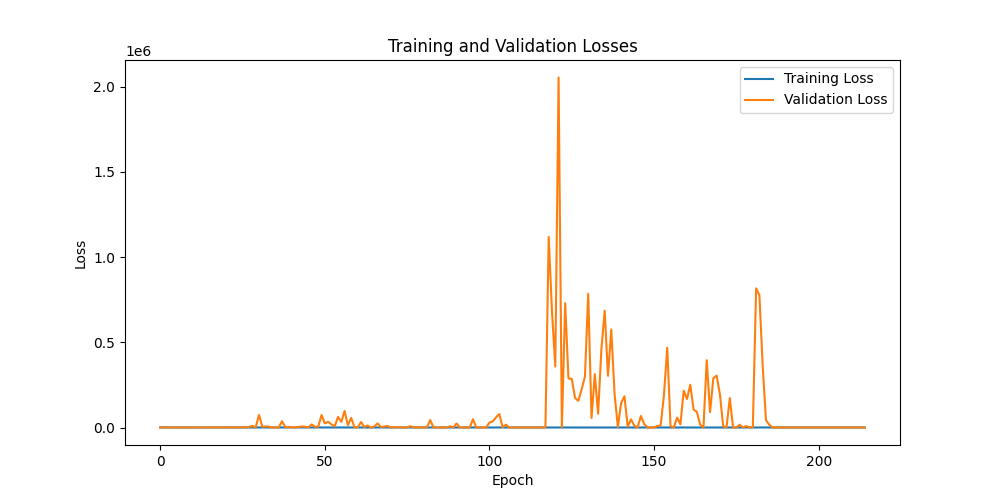 Training and Validation Losses
1e6
Training Loss
Validation Loss
2.0
1.5
1.0
0.5
0.0
Loss
0 50 100 150 200
Epoch